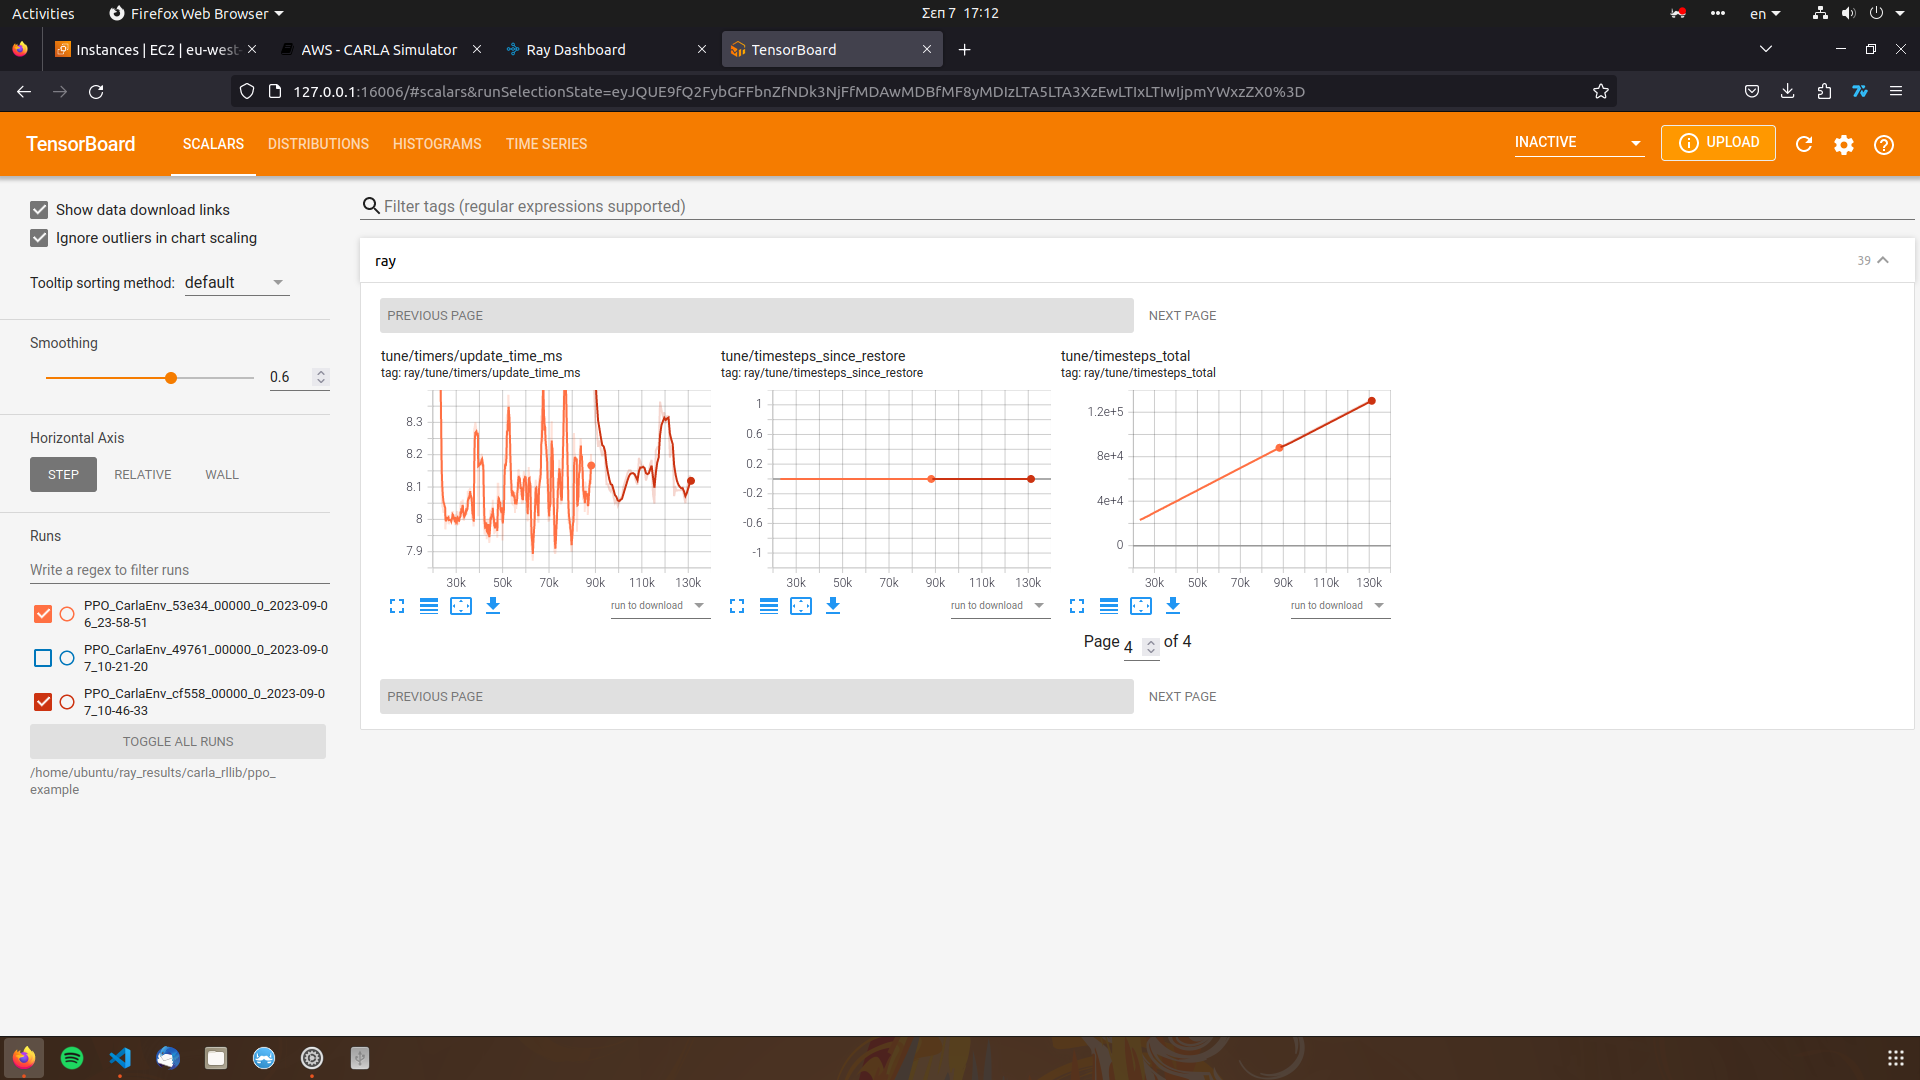 Activities
Firefox Web Browser
Σεπ 7 17:12
en
Instances | EC2 | eu-west-
AWS - CARLA Simulator
Ray Dashboard
TensorBoard
127.0.0.1:16006/#scalars&runSelectionState=eyJQUE9fQ2FybGFFbnZfNDk3NjFfMDAwMDBfMF8yMDIzLTA5LTA3XzEwLTIxLTIwIjpmYWxzZX0%3D
TensorBoard
SCALARS
DISTRIBUTIONS
HISTOGRAMS
TIME SERIES
INACTIVE
UPLOAD
Show data download links
Ignore outliers in chart scaling
Tooltip sorting method: default
Smoothing
0.6
Horizontal Axis
STEP
RELATIVE
WALL
Runs
Write a regex to filter runs
PPO_CarlaEnv_53e34_00000_0_2023-09-0
6_23-58-51
PPO_CarlaEnv_49761_00000_0_2023-09-0
7_10-21-20
PPO_CarlaEnv_cf558_00000_0_2023-09-0
7_10-46-33
TOGGLE ALL RUNS
/home/ubuntu/ray_results/carla_rllib/ppo_
example
Filter tags (regular expressions supported)
ray
39
PREVIOUS PAGE
NEXT PAGE
tune/timers/update_time_ms
tag: ray/tune/timers/update_time_ms
8.3
8.2
8.1
8
7.9
30k 50k 70k 90k 110k 130k
run to download
tune/timesteps_since_restore
tag: ray/tune/timesteps_since_restore
1
0.6
0.2
-0.2
-0.6
-1
30k 50k 70k 90k 110k 130k
run to download
tune/timesteps_total
tag: ray/tune/timesteps_total
1.2e+5
8e+4
4e+4
0
30k 50k 70k 90k 110k 130k
run to download
Page 4 of 4
PREVIOUS PAGE
NEXT PAGE